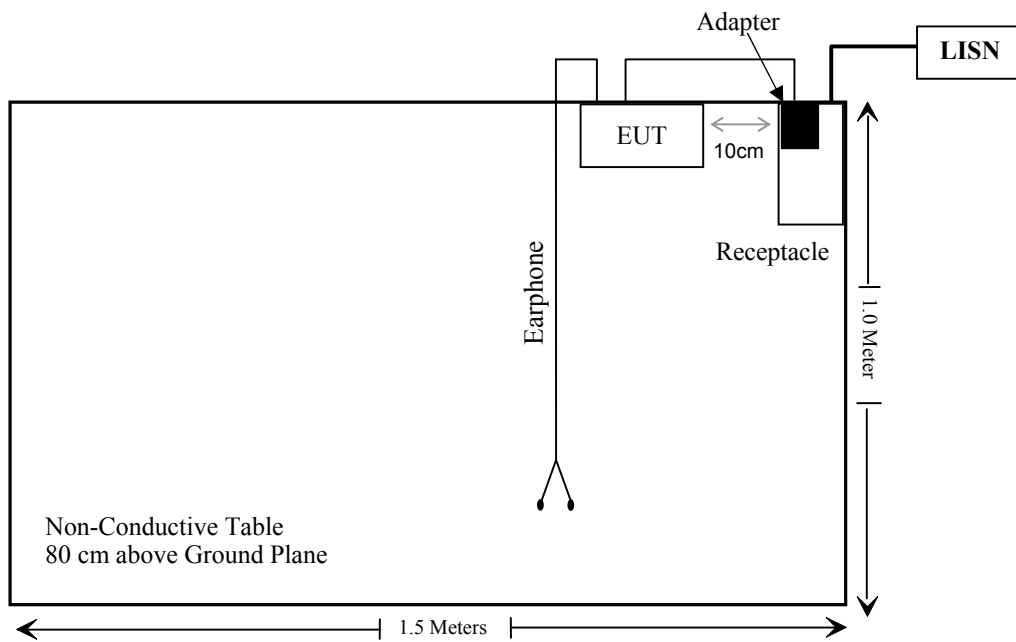 Adapter
LISN
EUT
10cm
Receptacle
Earphone
1.0 Meter
Non-Conductive Table
80 cm above Ground Plane
1.5 Meters